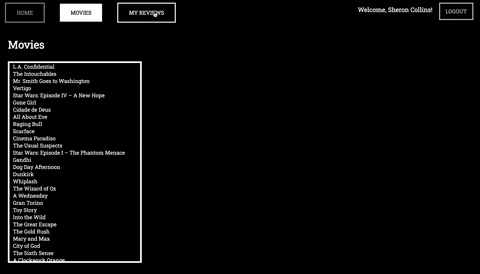 HOME
MOVIES
MY REVIEWS
Welcome, Sheron Collins!
LOGOUT
Movies
L.A. Confidential
The Intouchables
Mr. Smith Goes to Washington
Vertigo
Star Wars: Episode IV – A New Hope
Gone Girl
Cidade de Deus
All About Eve
Raging Bull
Scarface
Cinema Paradiso
The Usual Suspects
Star Wars: Episode I – The Phantom Menace
Gandhi
Dog Day Afternoon
Dunkirk
Whiplash
The Wizard of Oz
A Wednesday
Gran Torino
Toy Story
Into the Wild
The Great Escape
The Gold Rush
Mary and Max
City of God
The Sixth Sense
A Clockwork Orange